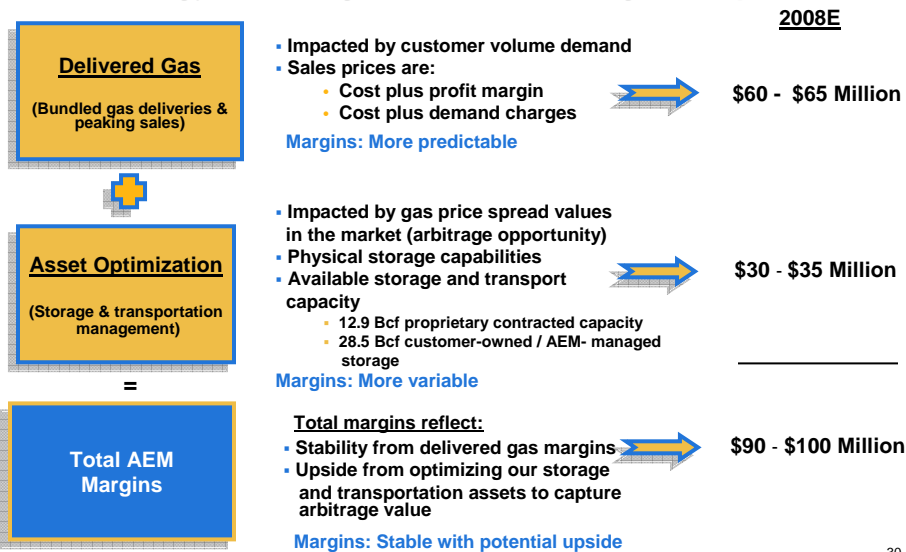 2008E
Delivered Gas
(Bundled gas deliveries &
peaking sales)
▪ Impacted by customer volume demand
▪ Sales prices are:
▪ Cost plus profit margin
▪ Cost plus demand charges
Margins: More predictable
$60 - $65 Million
Asset Optimization
(Storage & transportation
management)
▪ Impacted by gas price spread values
in the market (arbitrage opportunity)
▪ Physical storage capabilities
▪ Available storage and transport
capacity
▪ 12.9 Bcf proprietary contracted capacity
▪ 28.5 Bcf customer-owned / AEM- managed
storage
Margins: More variable
$30 - $35 Million
=
Total AEM
Margins
Total margins reflect:
▪ Stability from delivered gas margins
▪ Upside from optimizing our storage
and transportation assets to capture
arbitrage value
Margins: Stable with potential upside
$90 - $100 Million